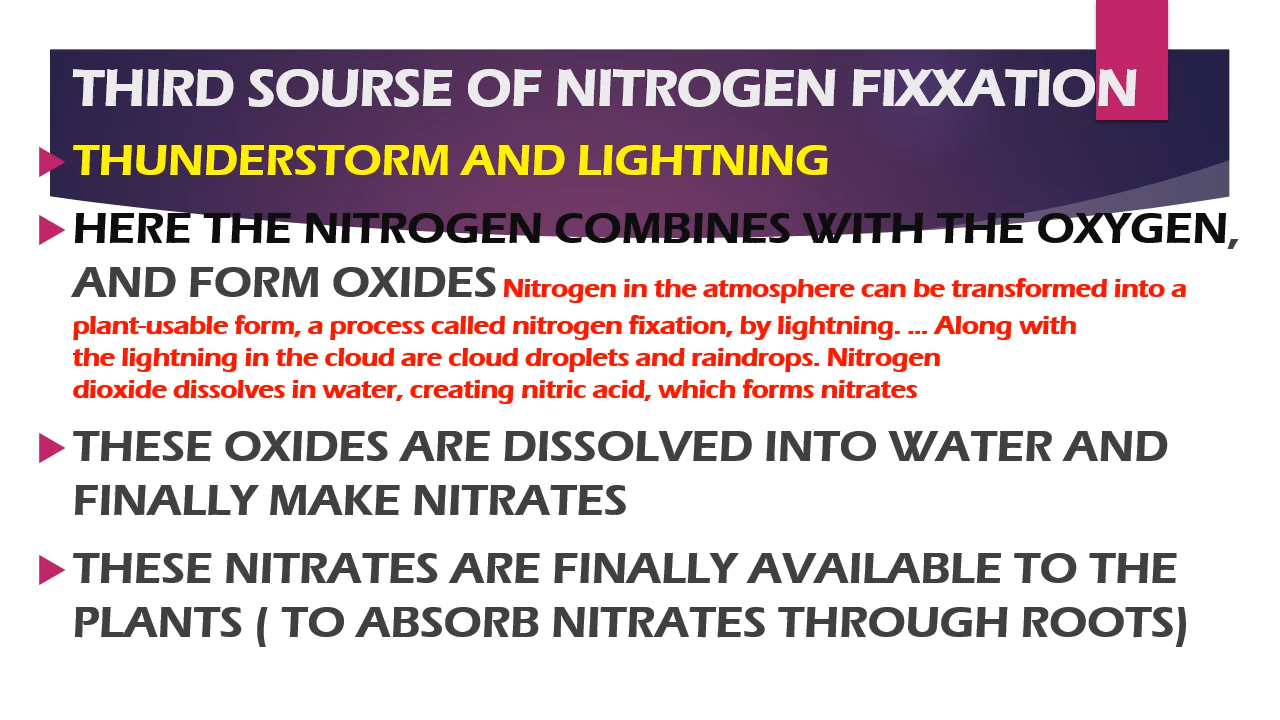 THIRD SOURSE OF NITROGEN FIXXATION
THUNDERSTORM AND LIGHTNING
HERE THE NITROGEN COMBINES WITH THE OXYGEN,
AND FORM OXIDES Nitrogen in the atmosphere can be transformed into a
plant-usable form, a process called nitrogen fixation, by lightning. ... Along with
the lightning in the cloud are cloud droplets and raindrops. Nitrogen
dioxide dissolves in water, creating nitric acid, which forms nitrates
THESE OXIDES ARE DISSOLVED INTO WATER AND
FINALLY MAKE NITRATES
THESE NITRATES ARE FINALLY AVAILABLE TO THE
PLANTS ( TO ABSORB NITRATES THROUGH ROOTS)